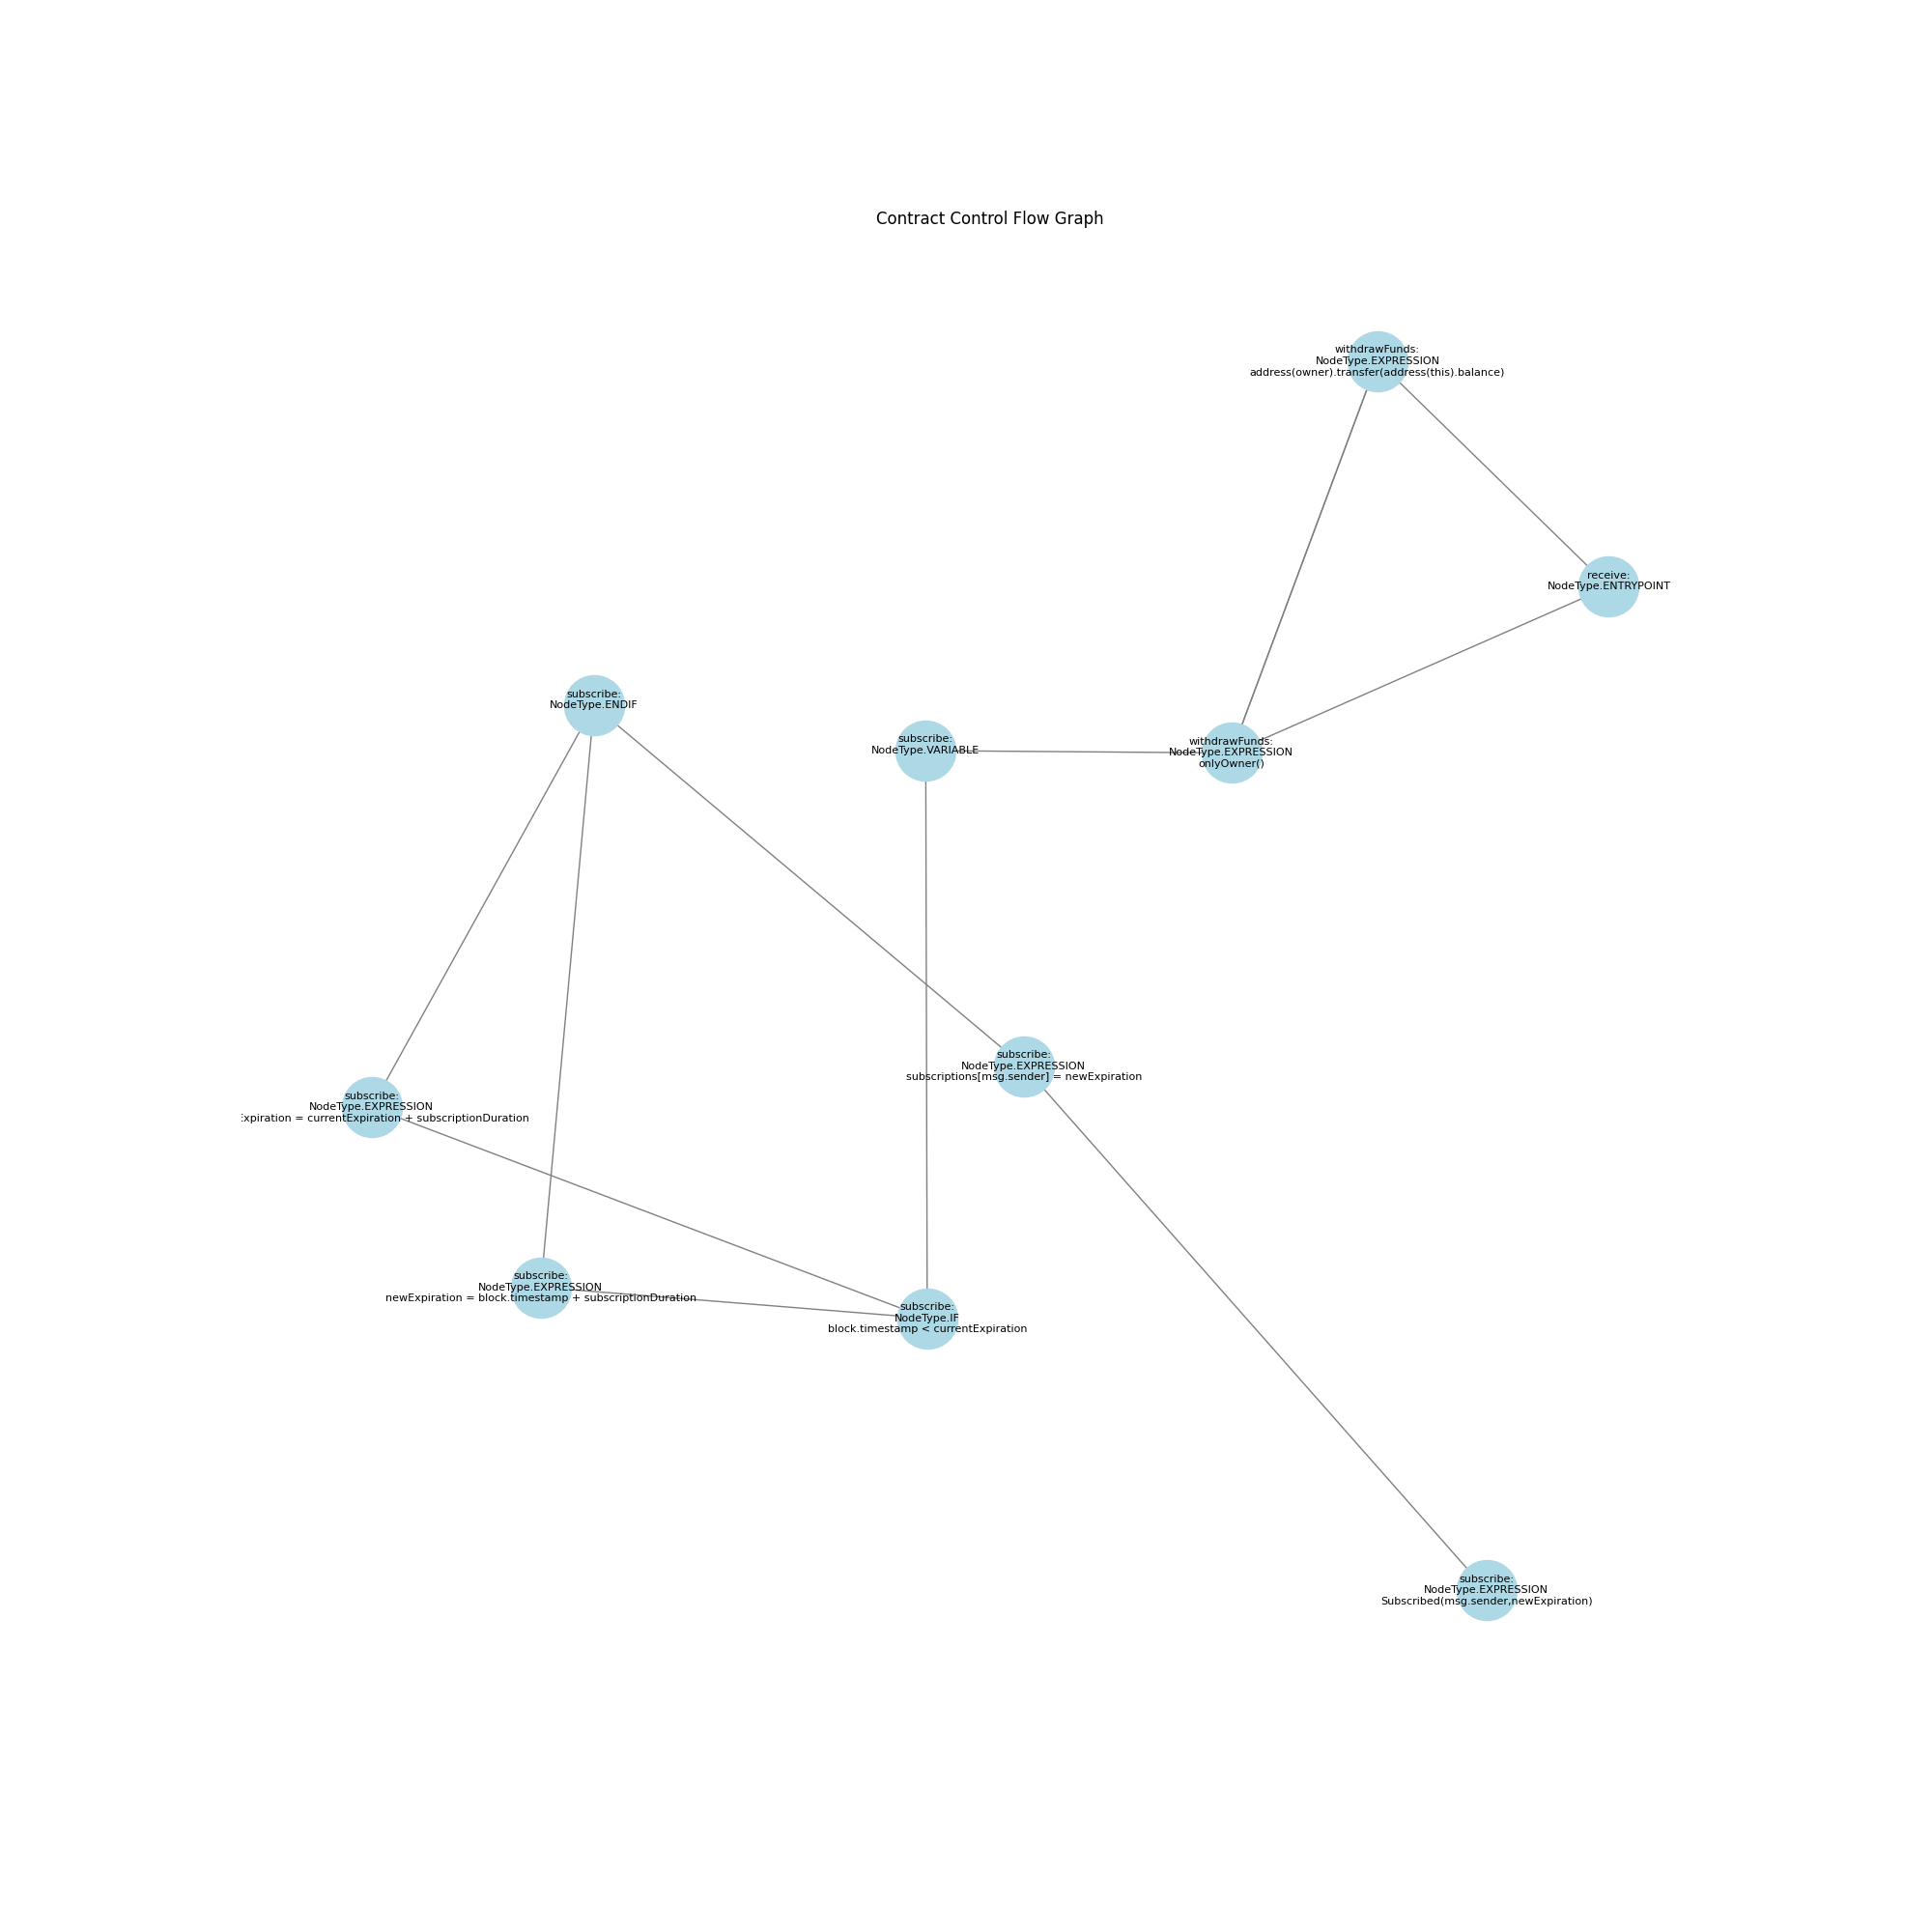 Contract Control Flow Graph
withdrawFunds:
NodeType.EXPRESSION
address(owner).transfer(address(this).balance)
receive:
NodeType.ENTRYPOINT
subscribe:
NodeType.ENDIF
subscribe:
NodeType.VARIABLE
withdrawFunds:
NodeType.EXPRESSION
onlyOwner()
subscribe:
NodeType.EXPRESSION
subscriptions[msg.sender] = newExpiration
subscribe:
NodeType.EXPRESSION
Expiration = currentExpiration + subscriptionDuration
subscribe:
NodeType.EXPRESSION
newExpiration = block.timestamp + subscriptionDuration
subscribe:
NodeType.IF
block.timestamp < currentExpiration
subscribe:
NodeType.EXPRESSION
Subscribed(msg.sender,newExpiration)